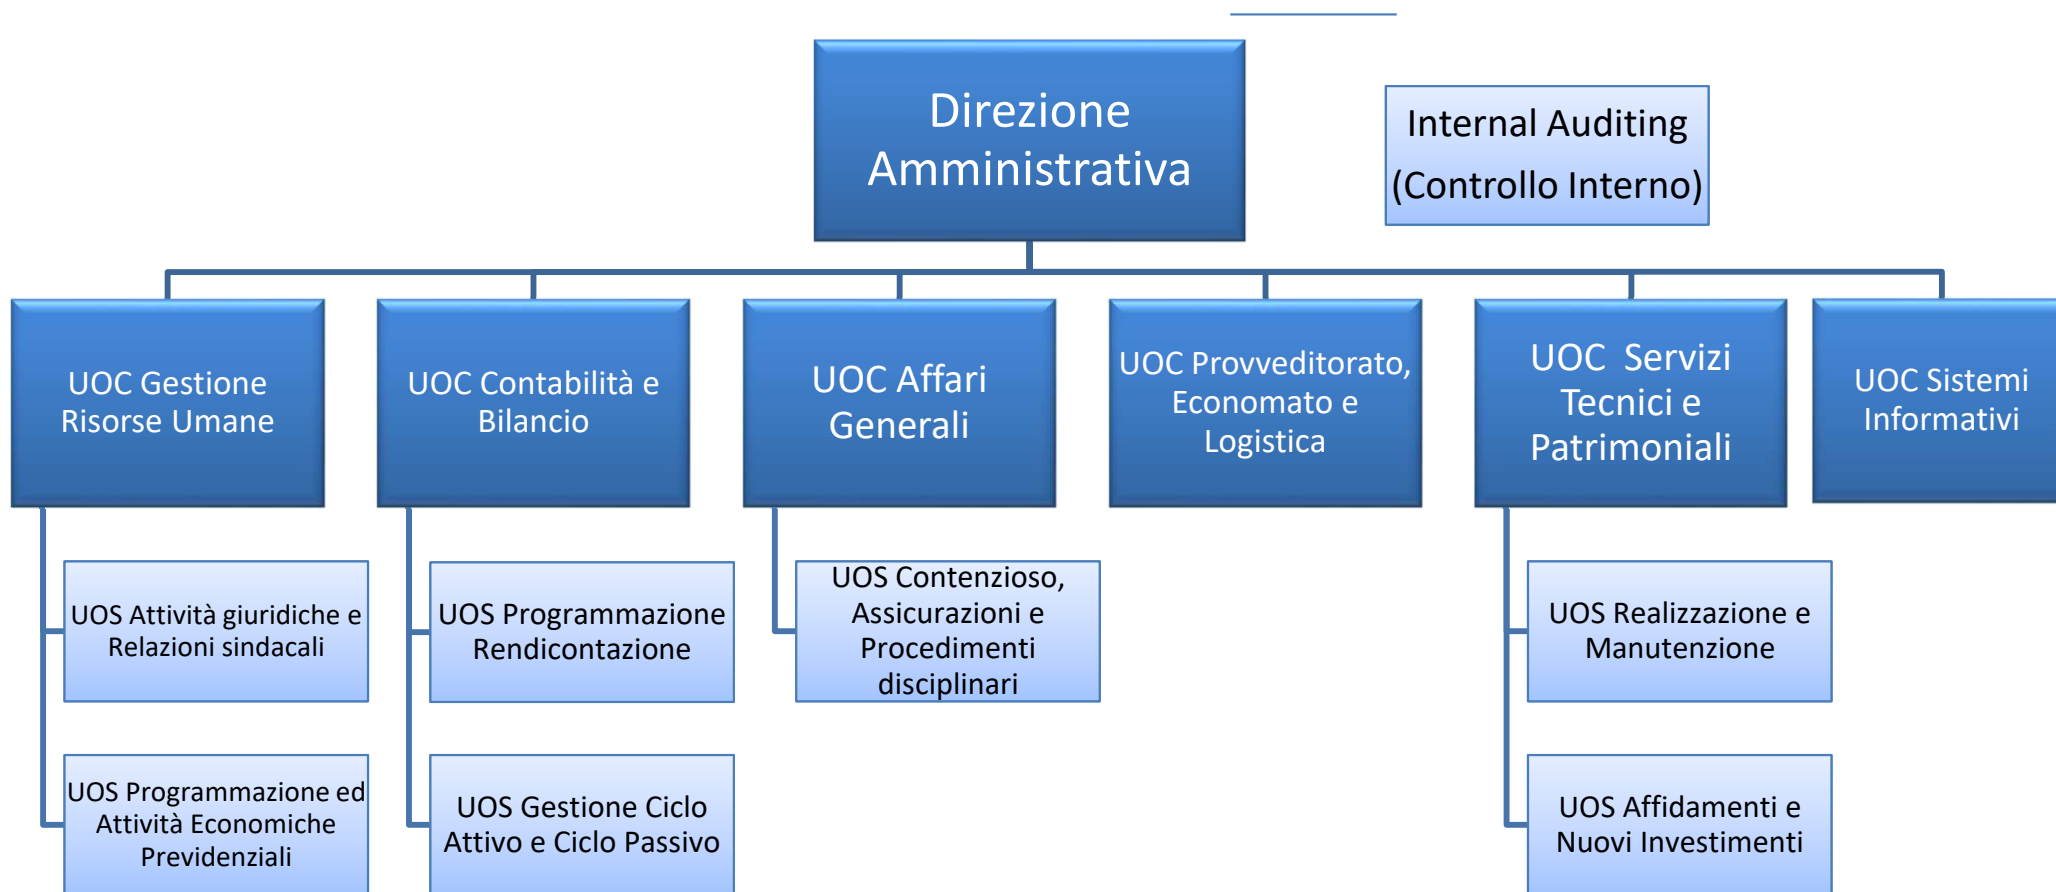 Direzione
Amministrativa
Internal Auditing
(Controllo Interno)
UOC Gestione
Risorse Umane
UOC Contabilità e
Bilancio
UOC Affari
Generali
UOC Provveditorato,
Economato e
Logistica
UOC Servizi
Tecnici e
Patrimoniali
UOC Sistemi
Informativi
UOS Attività giuridiche e
Relazioni sindacali
UOS Programmazione
Rendicontazione
UOS Contenzioso,
Assicurazioni e
Procedimenti
disciplinari
UOS Realizzazione e
Manutenzione
UOS Programmazione ed
Attività Economiche
Previdenziali
UOS Gestione Ciclo
Attivo e Ciclo Passivo
UOS Affidamenti e
Nuovi Investimenti